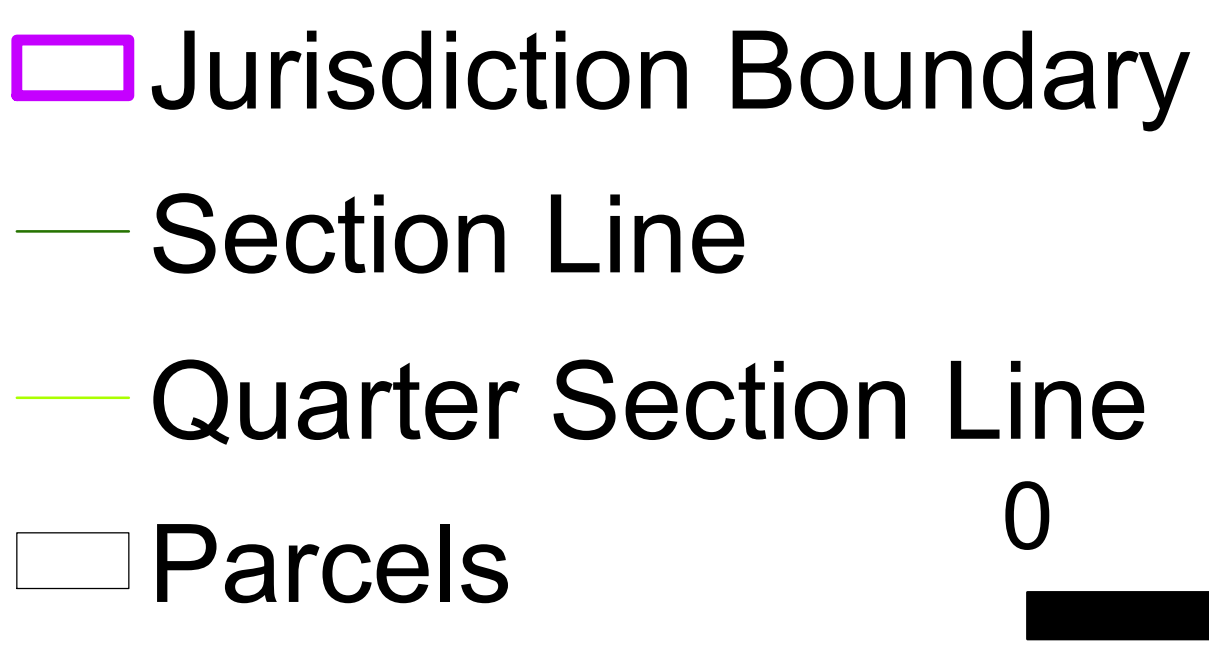 Jurisdiction Boundary
Section Line
Quarter Section Line
0
Parcels